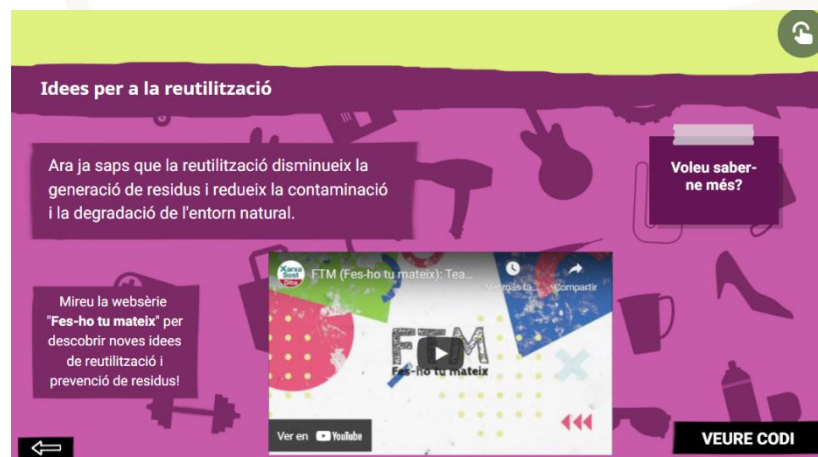 Idees per a la reutilització
Ara ja saps que la reutilització disminueix la
generació de residus i redueix la contaminació
i la degradació de l'entorn natural.
Voleu saber-
ne més?
Mireu la websèrie
"Fes-ho tu mateix" per
descobrir noves idees
de reutilització i
prevenció de residus!
Xarxa
Sost
Diba
FTM (Fes-ho tu mateix): Tea...
Compartir
FTM
Fes-ho tu mateix
Ver en YouTube
VEURE CODI